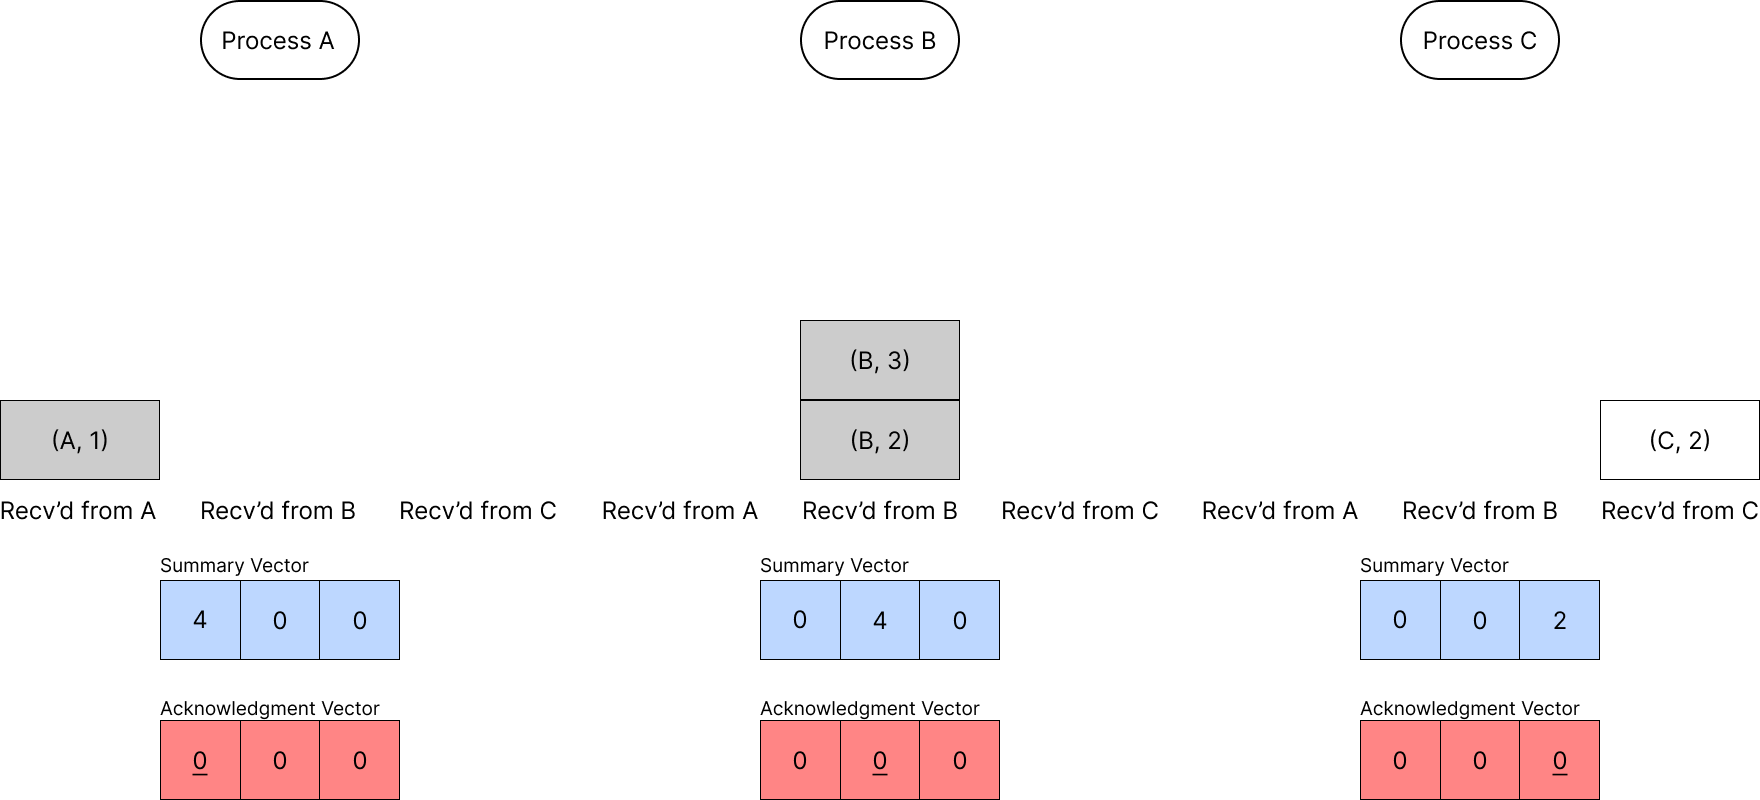 Process A
Process B
Process C
(B, 3)
(A, 1)
(B, 2)
(C, 2)
Recv’d from A
Recv’d from B
Recv’d from C
Recv’d from A
Recv’d from B
Recv’d from C
Recv’d from A
Recv’d from B
Recv’d from C
Summary Vector
Summary Vector
Summary Vector
4 0 0
0 4 0
0 0 2
Acknowledgment Vector
Acknowledgment Vector
Acknowledgment Vector
0 0 0
0 0 0
0 0 0